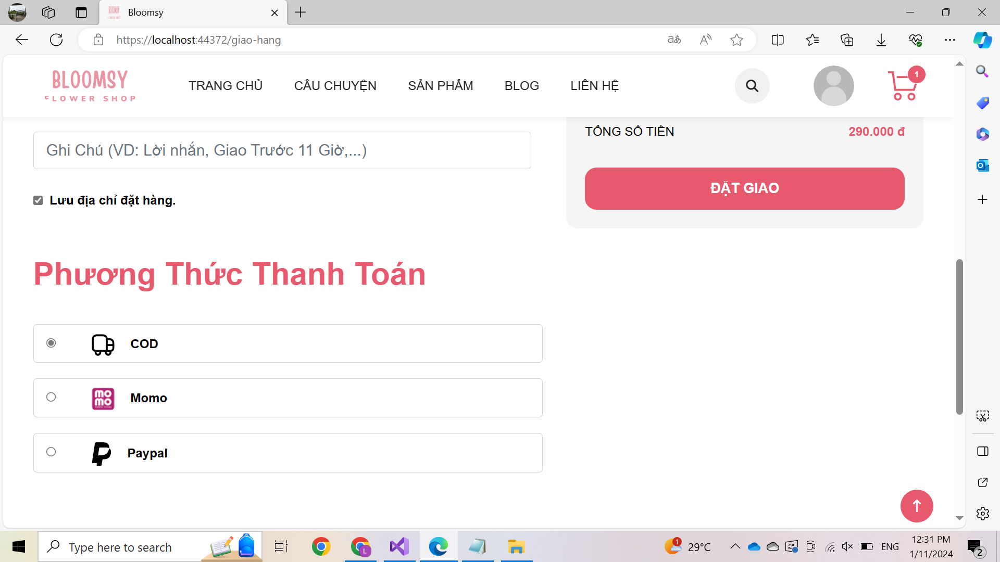 Bloomsy
https://localhost:44372/giao-hang
BLOOMSY
FLOWER SHOP
TRANG CHỦ
CÂU CHUYỆN
SẢN PHẨM
BLOG
LIÊN HỆ
1
Ghi Chú (VD: Lời nhắn, Giao Trước 11 Giờ,...)
Lưu địa chỉ đặt hàng.
TỔNG SỐ TIỀN
290.000 đ
ĐẶT GIAO
Phương Thức Thanh Toán
COD
momo
Momo
Paypal
Type here to search
L
1
29°C
ENG
12:31 PM
1/11/2024
2